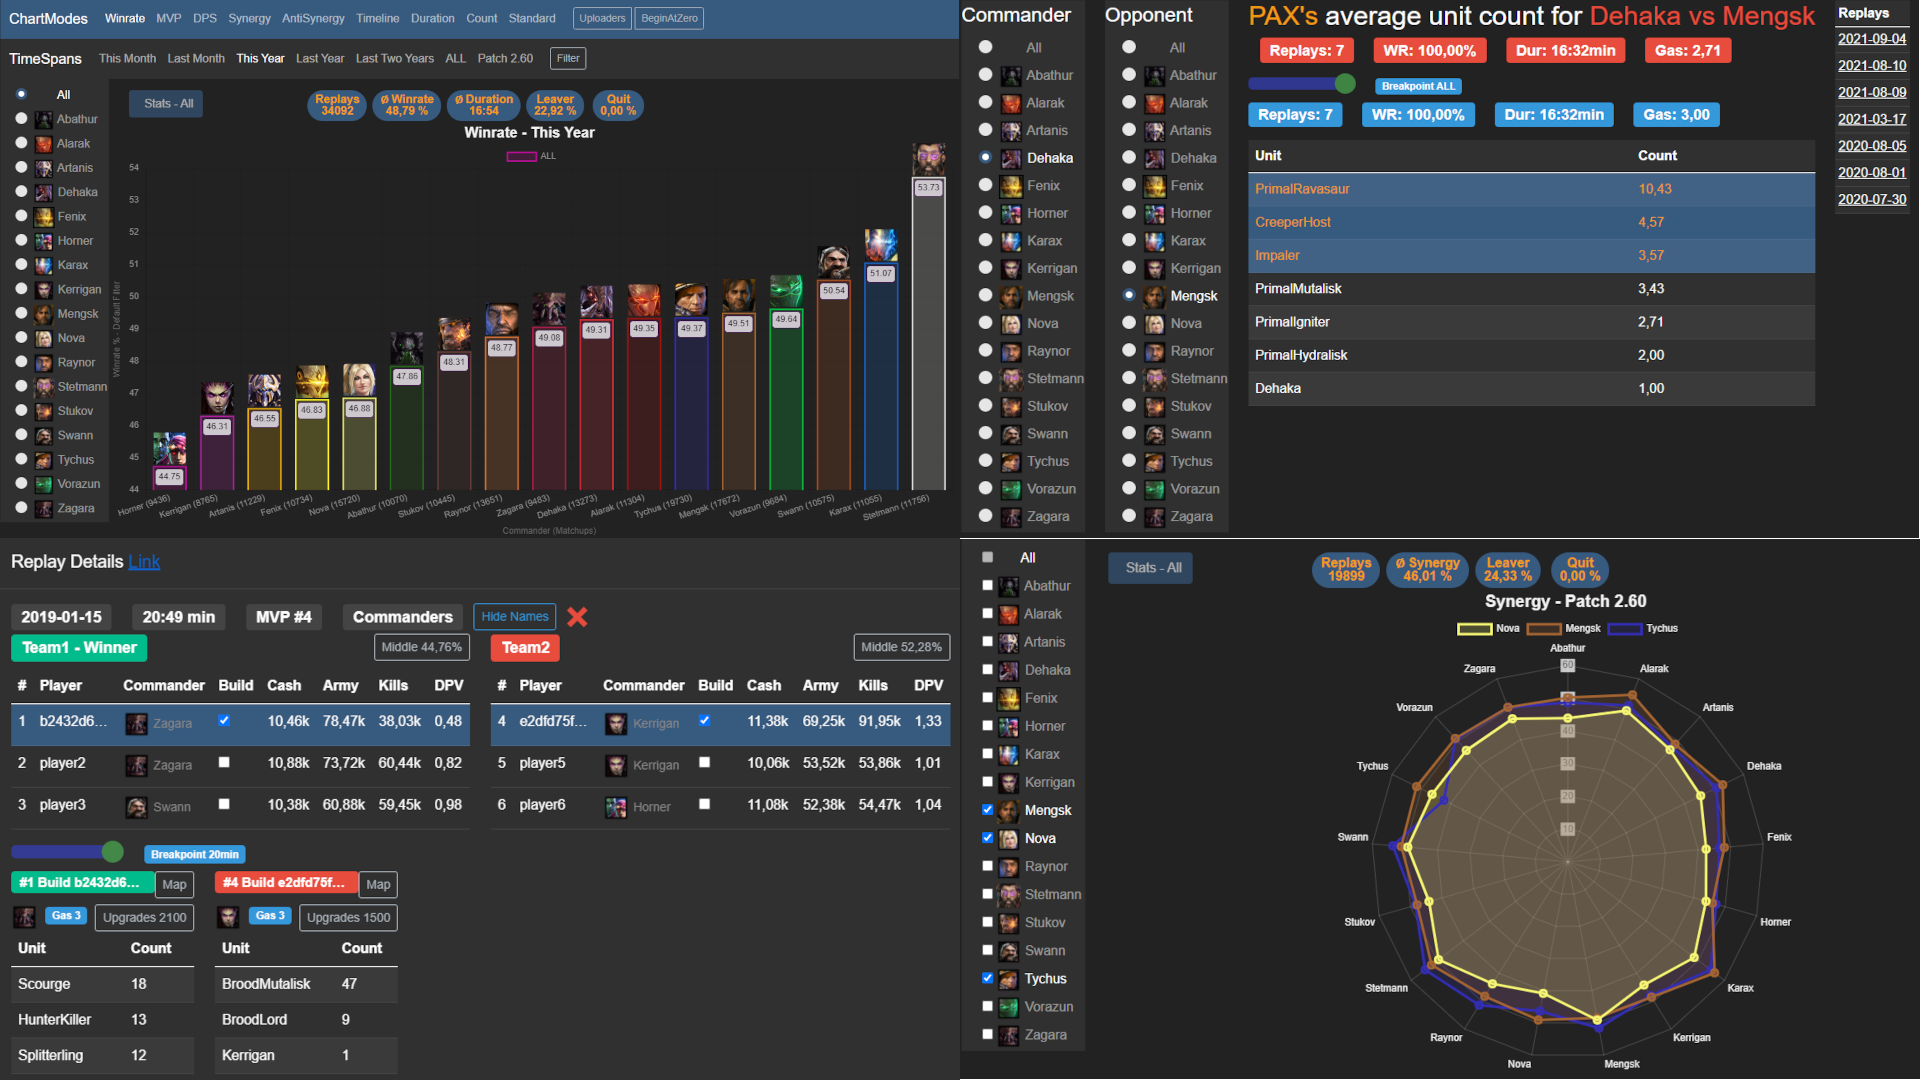 ChartModes Winrate MVP DPS Synergy AntiSynergy Timeline Duration Count Standard Uploaders BeginAtZero
TimeSpans This Month Last Month This Year Last Year Last Two Years ALL Patch 2.60 Filter
All
Abathur
Alarak
Artanis
Dehaka
Fenix
Horner
Karax
Kerrigan
Mengsk
Nova
Raynor
Stetmann
Stukov
Swann
Tychus
Vorazun
Zagara
Stats - All
Replays 34092
Ø Winrate 48,79 %
Ø Duration 16:54
Leaver 22,92 %
Quit 0,00 %
Winrate - This Year
ALL
54
53
52
51
50
49
48
47
46
45
44
Winrate % - Default Filter
44.75
46.31
46.55
46.83
46.88
47.86
48.31
48.77
49.08
49.31
49.35
49.37
49.51
49.64
50.54
51.07
53.73
Horner (9436)
Kerrigan (8765)
Artanis (11229)
Fenix (10734)
Nova (15720)
Abathur (10070)
Stukov (10445)
Raynor (13651)
Zagara (9483)
Dehaka (13273)
Alarak (11304)
Tychus (19730)
Mengsk (17672)
Vorazun (9684)
Swann (10575)
Karax (11055)
Stetmann (11756)
Commander (Matchups)
Commander
All
Abathur
Alarak
Artanis
Dehaka
Fenix
Horner
Karax
Kerrigan
Mengsk
Nova
Raynor
Stetmann
Stukov
Swann
Tychus
Vorazun
Zagara
Opponent
All
Abathur
Alarak
Artanis
Dehaka
Fenix
Horner
Karax
Kerrigan
Mengsk
Nova
Raynor
Stetmann
Stukov
Swann
Tychus
Vorazun
Zagara
PAX's average unit count for Dehaka vs Mengsk
Replays: 7 WR: 100,00% Dur: 16:32min Gas: 2,71
Breakpoint ALL
Replays: 7 WR: 100,00% Dur: 16:32min Gas: 3,00
Unit Count
PrimalRavasaur 10,43
CreeperHost 4,57
Impaler 3,57
PrimalMutalisk 3,43
PrimalIgniter 2,71
PrimalHydralisk 2,00
Dehaka 1,00
Replays
2021-09-04
2021-08-10
2021-08-09
2021-03-17
2020-08-05
2020-08-01
2020-07-30
Replay Details Link
2019-01-15 20:49 min MVP #4 Commanders Hide Names
Team1 - Winner Middle 44,76%
# Player Commander Build Cash Army Kills DPV
1 b2432d6... Zagara 10,46k 78,47k 38,03k 0,48
2 player2 Zagara 10,88k 73,72k 60,44k 0,82
3 player3 Swann 10,38k 60,88k 59,45k 0,98
Team2 Middle 52,28%
# Player Commander Build Cash Army Kills DPV
4 e2dfd75f... Kerrigan 11,38k 69,25k 91,95k 1,33
5 player5 Kerrigan 10,06k 53,52k 53,86k 1,01
6 player6 Horner 11,08k 52,38k 54,47k 1,04
Breakpoint 20min
#1 Build b2432d6... Map
Gas 3 Upgrades 2100
Unit Count
Scourge 18
HunterKiller 13
Splitterling 12
#4 Build e2dfd75f... Map
Gas 3 Upgrades 1500
Unit Count
BroodMutalisk 47
BroodLord 9
Kerrigan 1
All
Abathur
Alarak
Artanis
Dehaka
Fenix
Horner
Karax
Kerrigan
Mengsk
Nova
Raynor
Stetmann
Stukov
Swann
Tychus
Vorazun
Zagara
Stats - All
Replays 19899
Ø Synergy 46,01 %
Leaver 24,33 %
Quit 0,00 %
Synergy - Patch 2.60
Nova Mengsk Tychus
Abathur
Alarak
Artanis
Dehaka
Fenix
Horner
Karax
Kerrigan
Mengsk
Nova
Raynor
Stetmann
Stukov
Swann
Tychus
Vorazun
Zagara
60
40
30
20
10